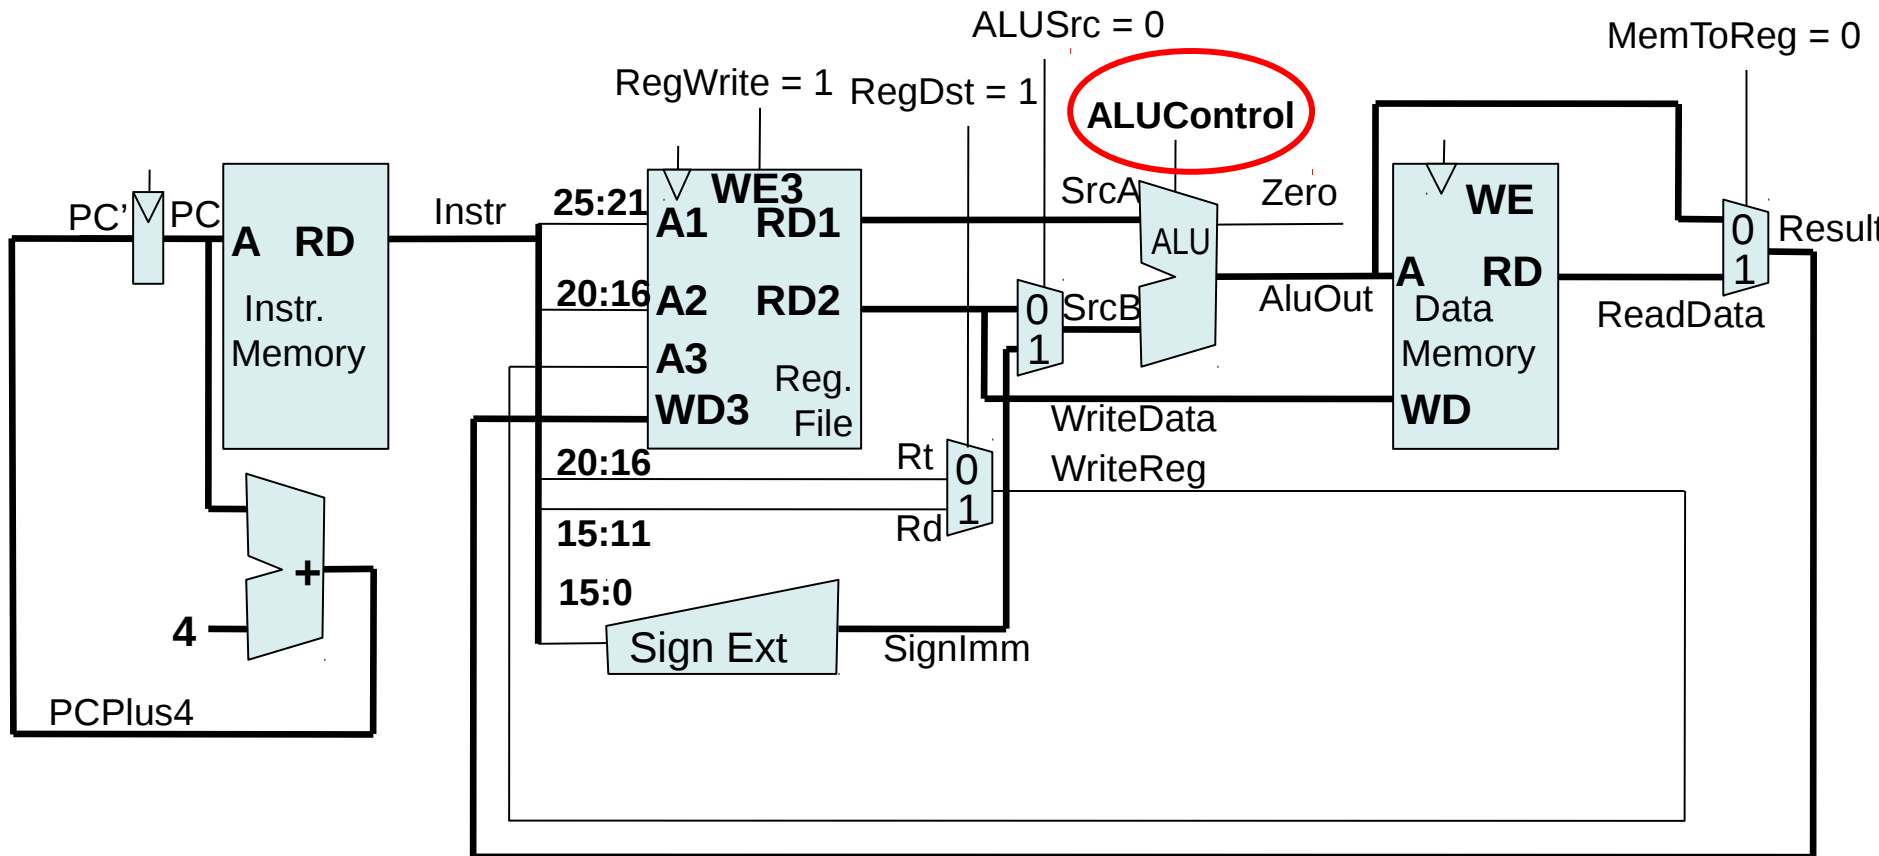 ALUSrc = 0
MemToReg = 0
RegWrite = 1
RegDst = 1
ALUControl
PC’
PC
A RD
Instr.
Memory
Instr
25:21
20:16
WE3
A1 RD1
A2 RD2
A3
WD3
Reg.
File
SrcA
SrcB
0
1
ALU
Zero
AluOut
WE
A RD
Data
Memory
WD
ReadData
0
1
Result
WriteData
WriteReg
20:16
15:11
15:0
Rt
Rd
0
1
Sign Ext
SignImm
+
4
PCPlus4